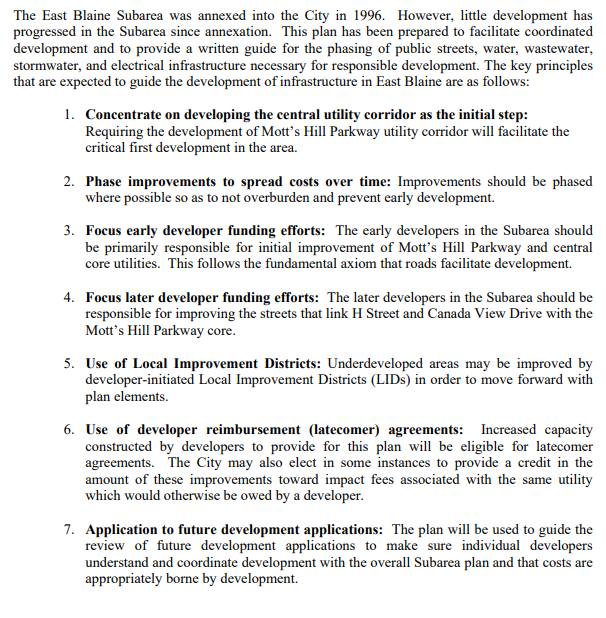 The East Blaine Subarea was annexed into the City in 1996. However, little development has
progressed in the Subarea since annexation. This plan has been prepared to facilitate coordinated
development and to provide a written guide for the phasing of public streets, water, wastewater,
stormwater, and electrical infrastructure necessary for responsible development. The key principles
that are expected to guide the development of infrastructure in East Blaine are as follows:
1. Concentrate on developing the central utility corridor as the initial step:
Requiring the development of Mott's Hill Parkway utility corridor will facilitate the
critical first development in the area.
2. Phase improvements to spread costs over time: Improvements should be phased
where possible so as to not overburden and prevent early development.
3. Focus early developer funding efforts: The early developers in the Subarea should
be primarily responsible for initial improvement of Mott's Hill Parkway and central
core utilities. This follows the fundamental axiom that roads facilitate development.
4. Focus later developer funding efforts: The later developers in the Subarea should be
responsible for improving the streets that link H Street and Canada View Drive with the
Mott's Hill Parkway core.
5. Use of Local Improvement Districts: Underdeveloped areas may be improved by
developer-initiated Local Improvement Districts (LIDs) in order to move forward with
plan elements.
6. Use of developer reimbursement (latecomer) agreements: Increased capacity
constructed by developers to provide for this plan will be eligible for latecomer
agreements. The City may also elect in some instances to provide a credit in the
amount of these improvements toward impact fees associated with the same utility
which would otherwise be owed by a developer.
7. Application to future development applications: The plan will be used to guide the
review of future development applications to make sure individual developers
understand and coordinate development with the overall Subarea plan and that costs are
appropriately borne by development.